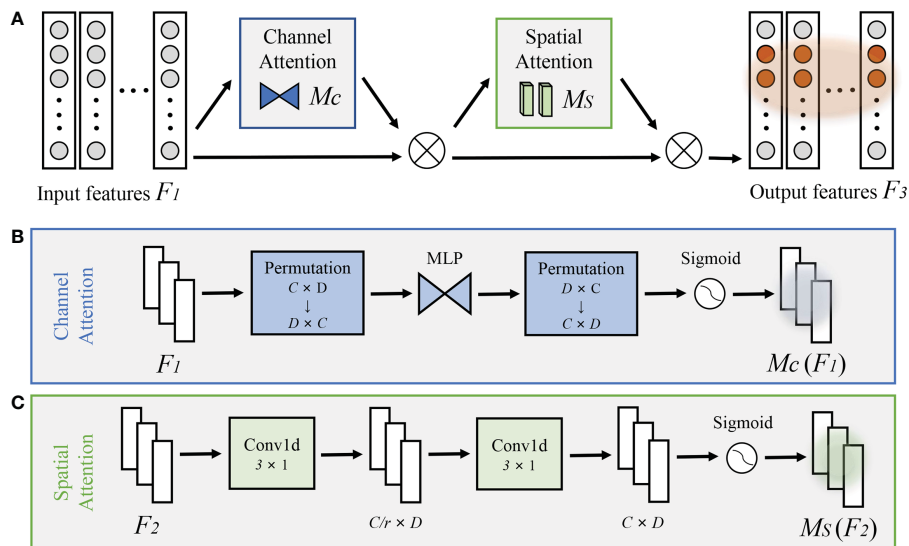 A
Channel
Attention
Mc
Spatial
Attention
Ms
Input features F1
Output features F3
B
Channel
Attention
F1
Permutation
C × D
↓
D × C
MLP
Permutation
D × C
↓
C × D
Sigmoid
Mc (F1)
C
Spatial
Attention
F2
Conv1d
3 × 1
C/r × D
Conv1d
3 × 1
C × D
Sigmoid
Ms (F2)